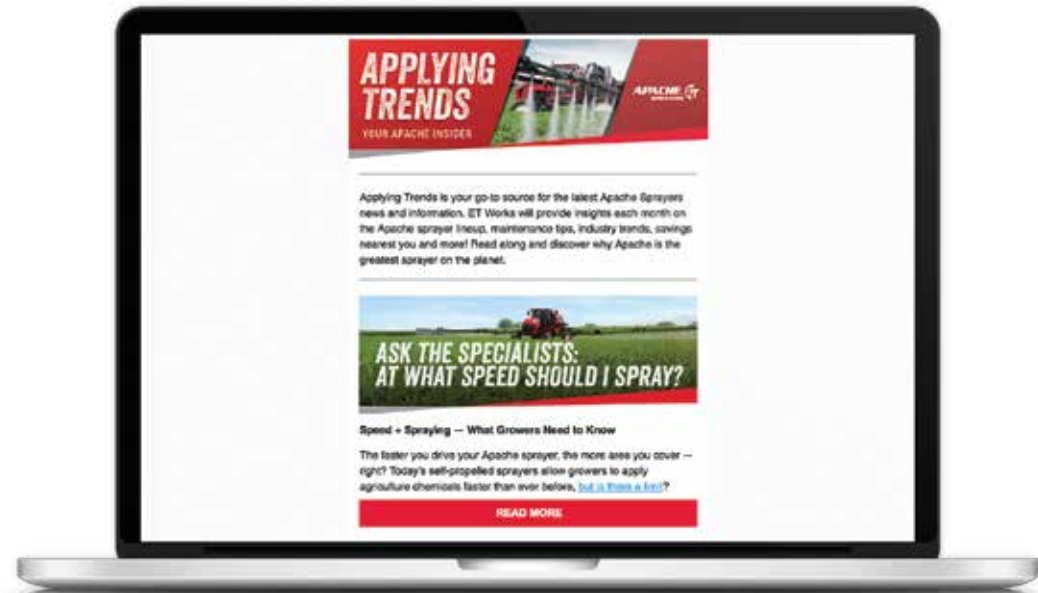 APPLYING
TRENDS
YOUR APACHE INSIDER
APACHE
Applying Trends is your go-to source for the latest Apache Sprayers
news and information. ET Works will provide insights each month on
the Apache sprayer lineup, maintenance tips, industry trends, savings
nearest you and more! Read along and discover why Apache is the
greatest sprayer on the planet.
ASK THE SPECIALISTS:
AT WHAT SPEED SHOULD I SPRAY?
Speed + Spraying — What Growers Need to Know
The faster you drive your Apache sprayer, the more area you cover —
right? Today's self-propelled sprayers allow growers to apply
agriculture chemicals faster than ever before, but is there a limit?
READ MORE